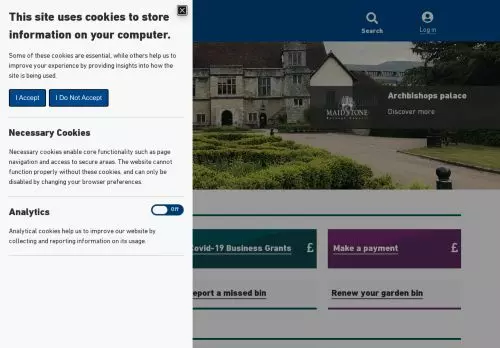 This site uses cookies to store
information on your computer.
Some of these cookies are essential, while others help us to
improve your experience by providing insights into how the
site is being used.
I Accept
I Do Not Accept
Necessary Cookies
Necessary cookies enable core functionality such as page
navigation and access to secure areas. The website cannot
function properly without these cookies, and can only be
disabled by changing your browser preferences.
Analytics
Off
Analytical cookies help us to improve our website by
collecting and reporting information on its usage.
Search
Log in
MAIDSTONE
Archbishops palace
Discover more
ovid-19 Business Grants
£
Make a payment
£
eport a missed bin
Renew your garden bin